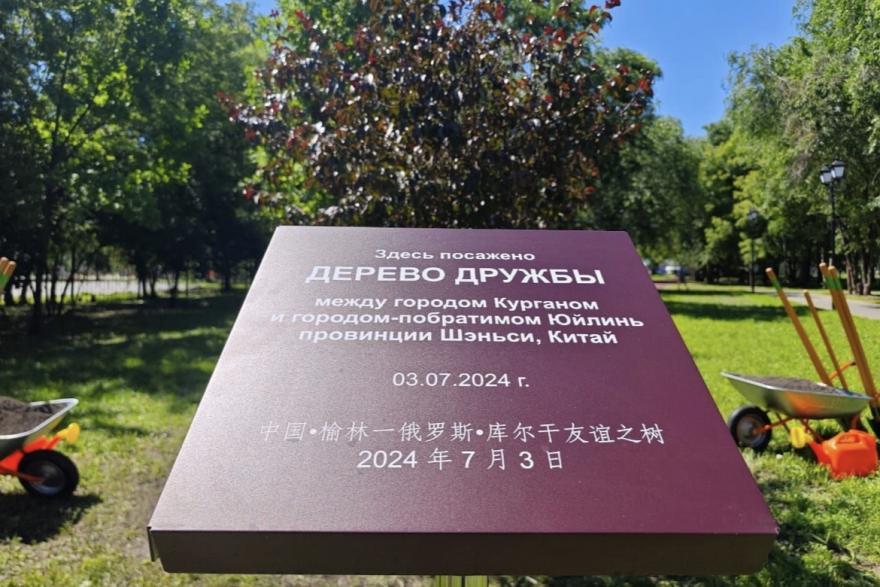 Здесь посажено
ДЕРЕВО ДРУЖБЫ
между городом Курганом
и городом-побратимом Юйлинь
провинции Шэньси, Китай
03.07.2024 г.
中国•榆林一俄罗斯•库尔干友谊之树
2024 年 7 月 3 日